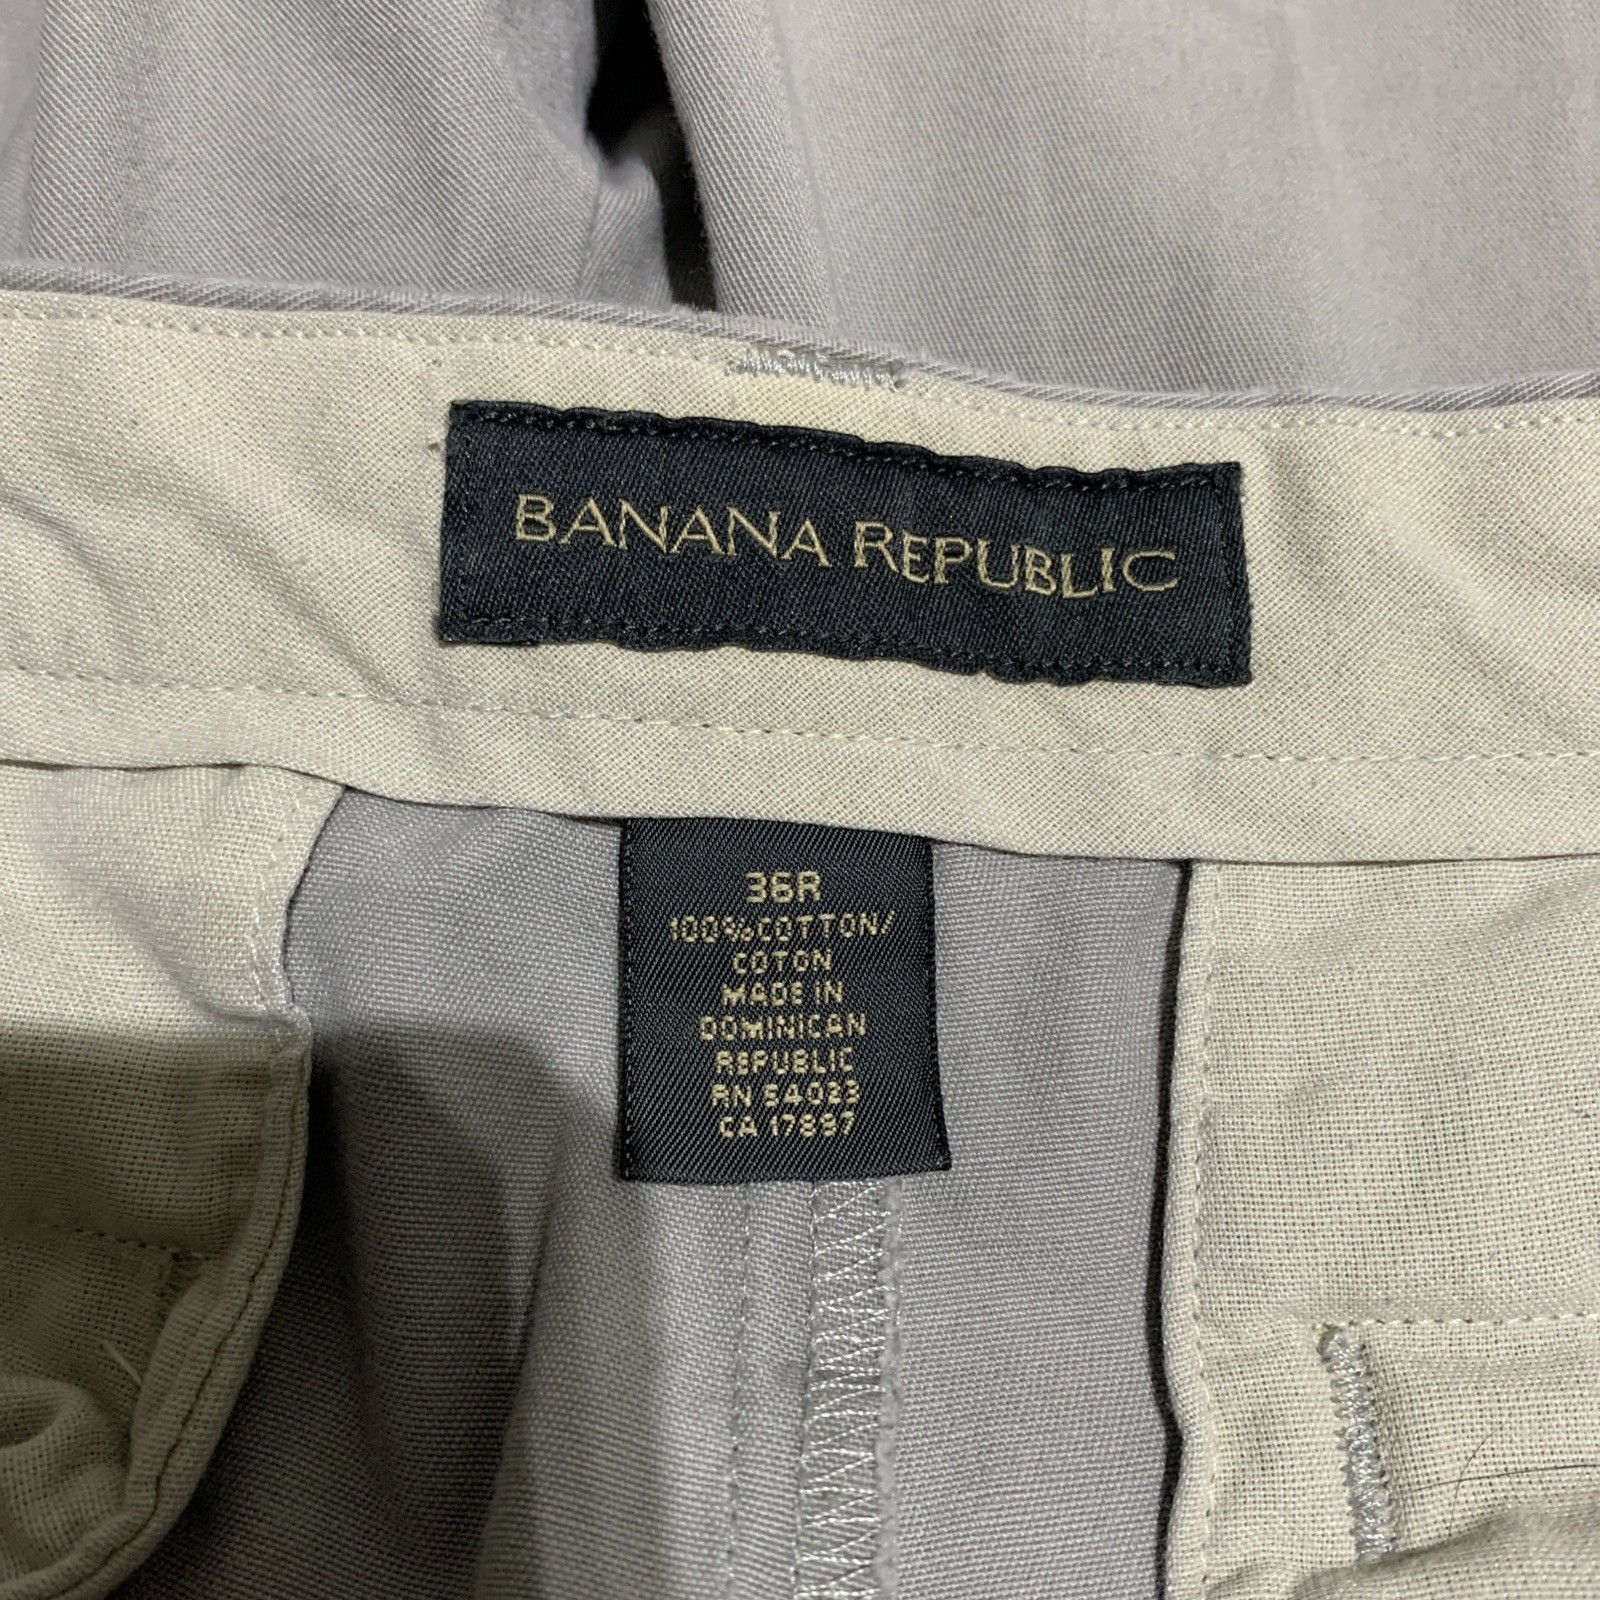 BANANA REPUBLIC
36R
100% COTTON/
COTON
MADE IN
DOMINICAN
REPUBLIC
RN 54023
CA 17897